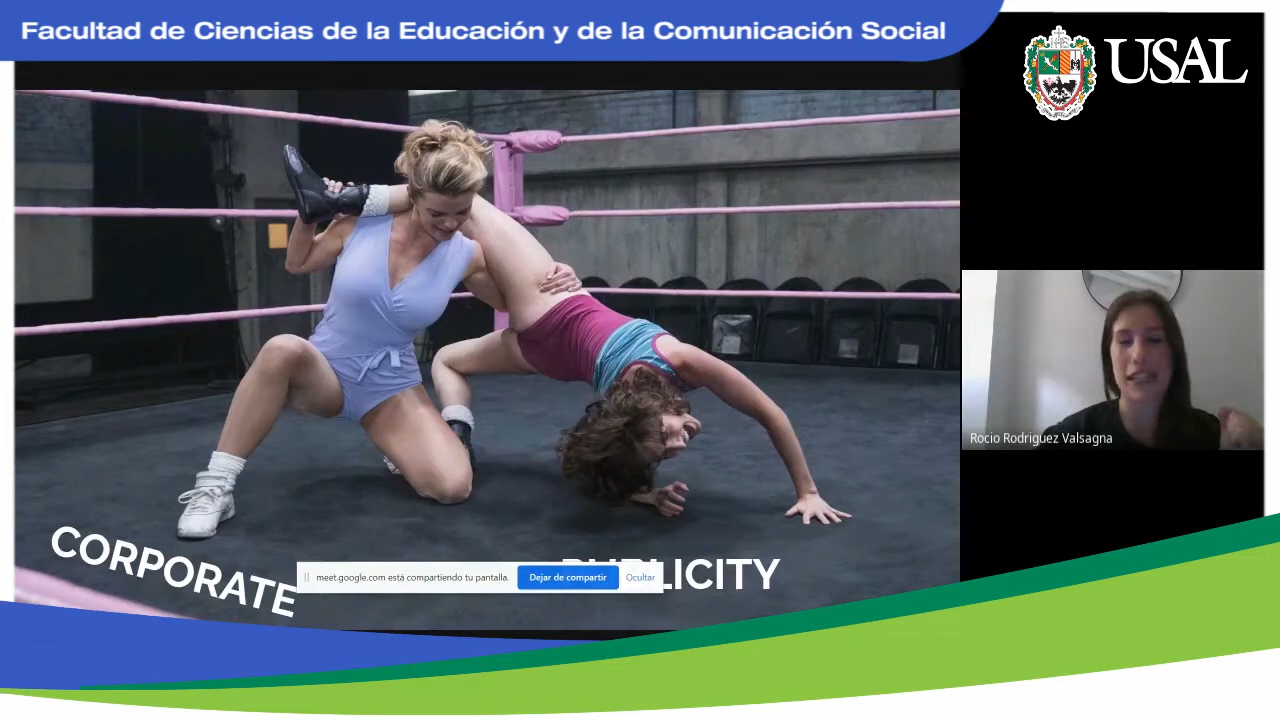 Facultad de Ciencias de la Educación y de la Comunicación Social
USAL
Rocio Rodriguez Valsagna
CORPORATE
PUBLICITY
meet.google.com está compartiendo tu pantalla.
Dejar de compartir
Ocultar